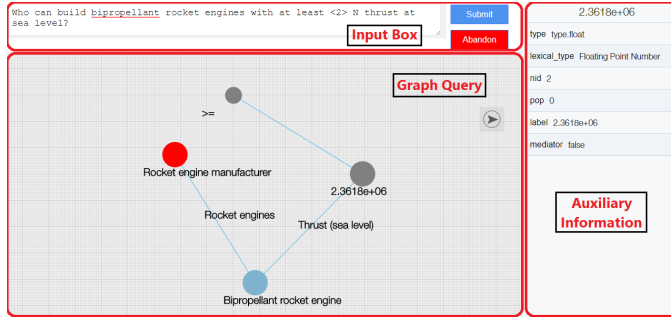 Who can build bipropellant rocket engines with at least <2> N thrust at
sea level?
Submit
Abandon
Input Box
Graph Query
>=
Rocket engine manufacturer
2.3618e+06
Rocket engines
Thrust (sea level)
Bipropellant rocket engine
2.3618e+06
type type.float
lexical_type Floating Point Number
nid 2
pop 0
label 2.3618e+06
mediator false
Auxiliary
Information